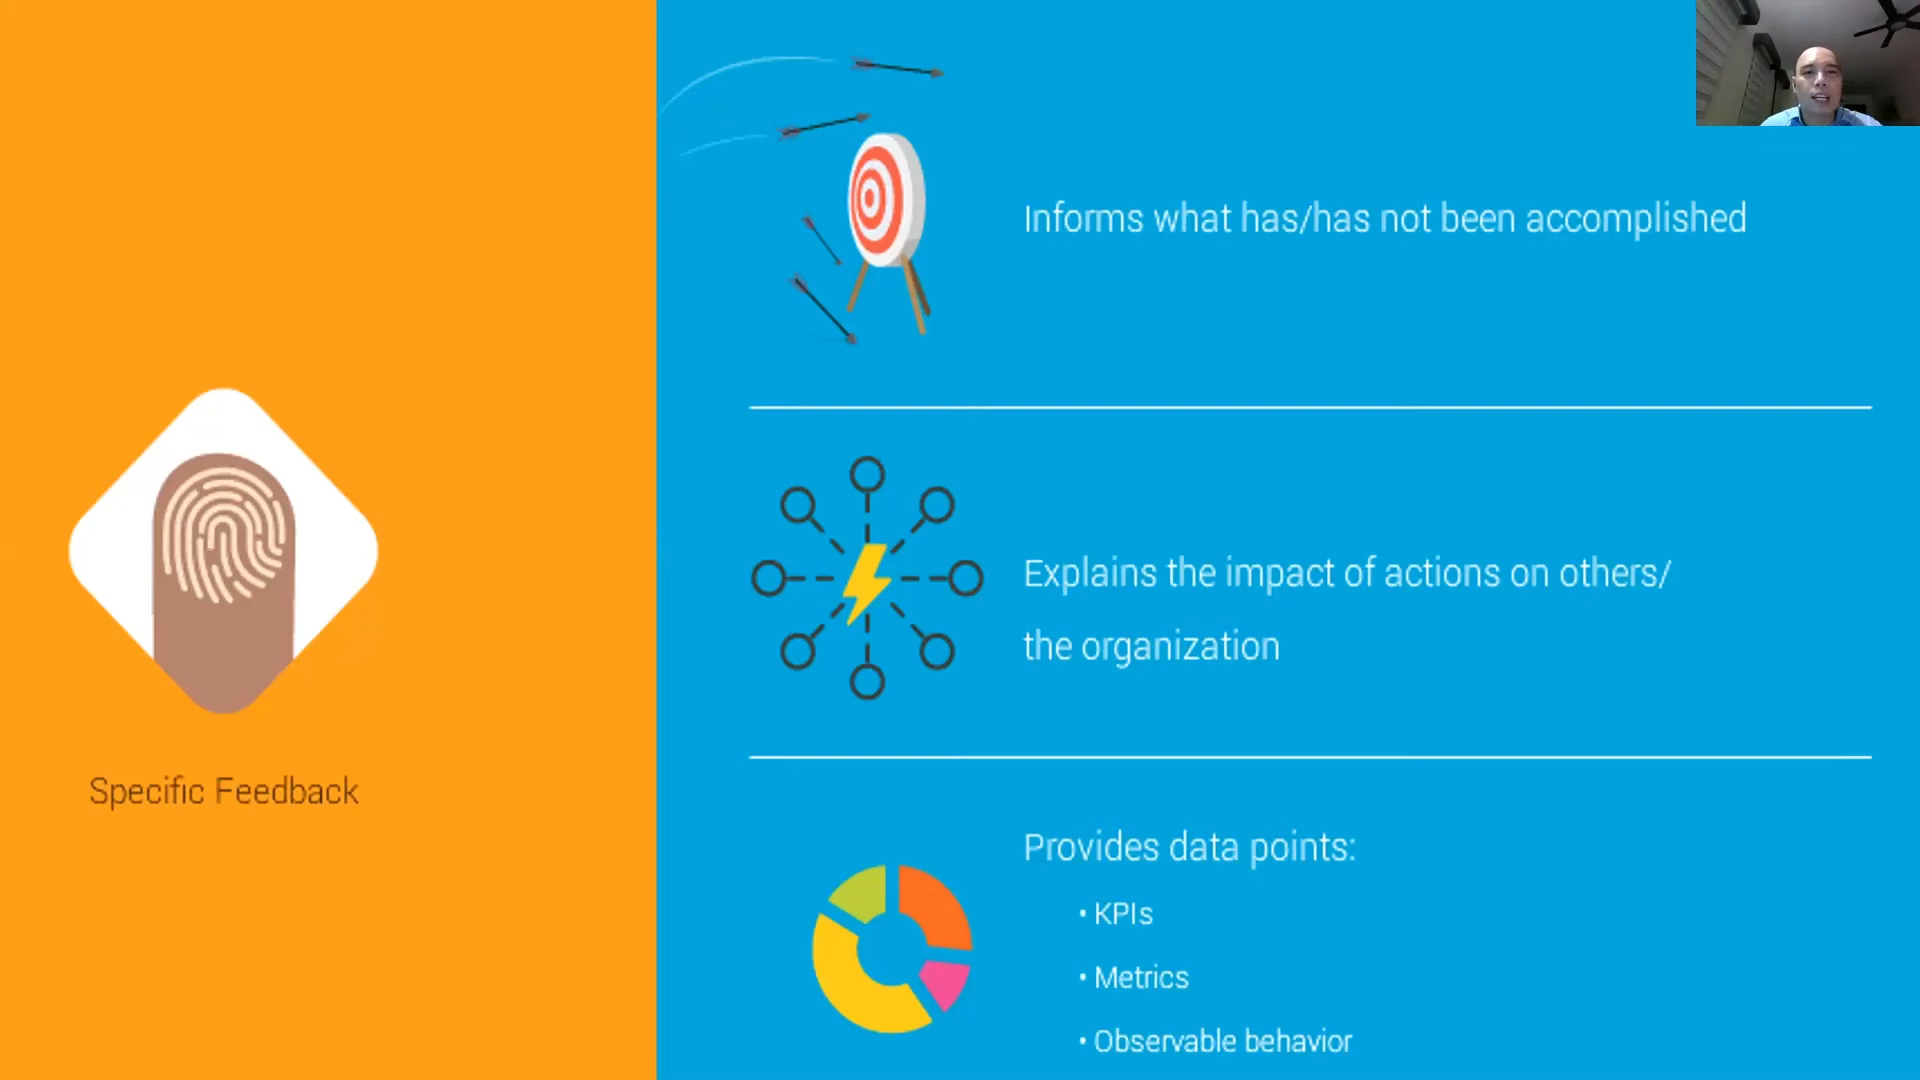 Specific Feedback
Informs what has/has not been accomplished
Explains the impact of actions on others/
the organization
Provides data points:
• KPIs
• Metrics
• Observable behavior